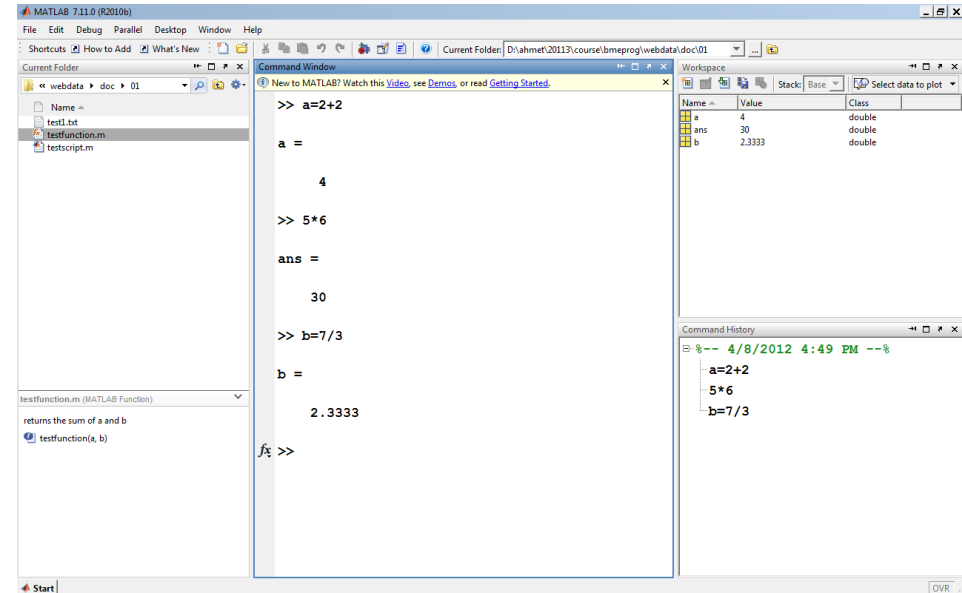 MATLAB 7.11.0 (R2010b)
File Edit Debug Parallel Desktop Window Help
Shortcuts How to Add What's New
Current Folder: D:\ahmet\20113\course\bmeprog\webdata\doc\01
Current Folder
« webdata doc 01
Name
test1.txt
testfunction.m
testscript.m
testfunction.m (MATLAB Function)
returns the sum of a and b
testfunction(a, b)
Command Window
New to MATLAB? Watch this Video, see Demos, or read Getting Started.
>> a=2+2
a =
4
>> 5*6
ans =
30
>> b=7/3
b =
2.3333
fx >>
Workspace
Stack: Base Select data to plot
Name Value Class
a 4 double
ans 30 double
b 2.3333 double
Command History
%-- 4/8/2012 4:49 PM --%
a=2+2
5*6
b=7/3
Start
OVR